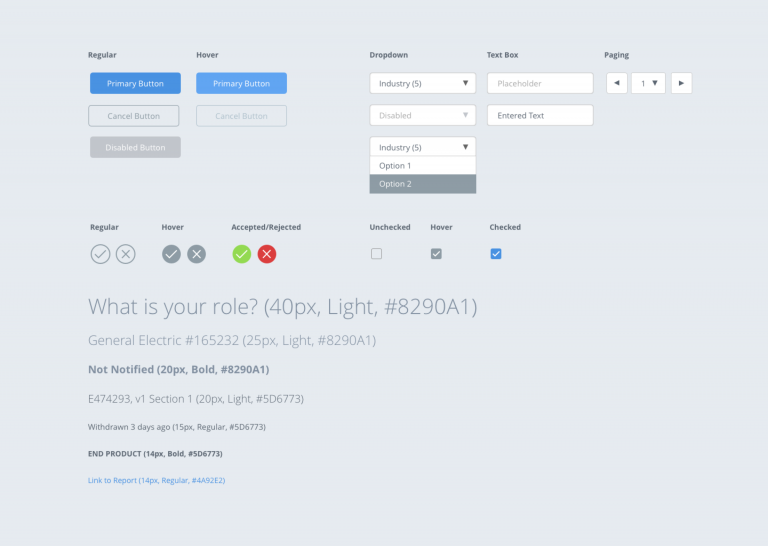 Regular Hover Dropdown Text Box Paging
Primary Button Primary Button Industry (5) Placeholder 1
Cancel Button Cancel Button Disabled Entered Text
Disabled Button Industry (5)
Option 1
Option 2
Regular Hover Accepted/Rejected Unchecked Hover Checked
What is your role? (40px, Light, #8290A1)
General Electric #165232 (25px, Light, #8290A1)
Not Notified (20px, Bold, #8290A1)
E474293, v1 Section 1 (20px, Light, #5D6773)
Withdrawn 3 days ago (15px, Regular, #5D6773)
END PRODUCT (14px, Bold, #5D6773)
Link to Report (14px, Regular, #4A92E2)